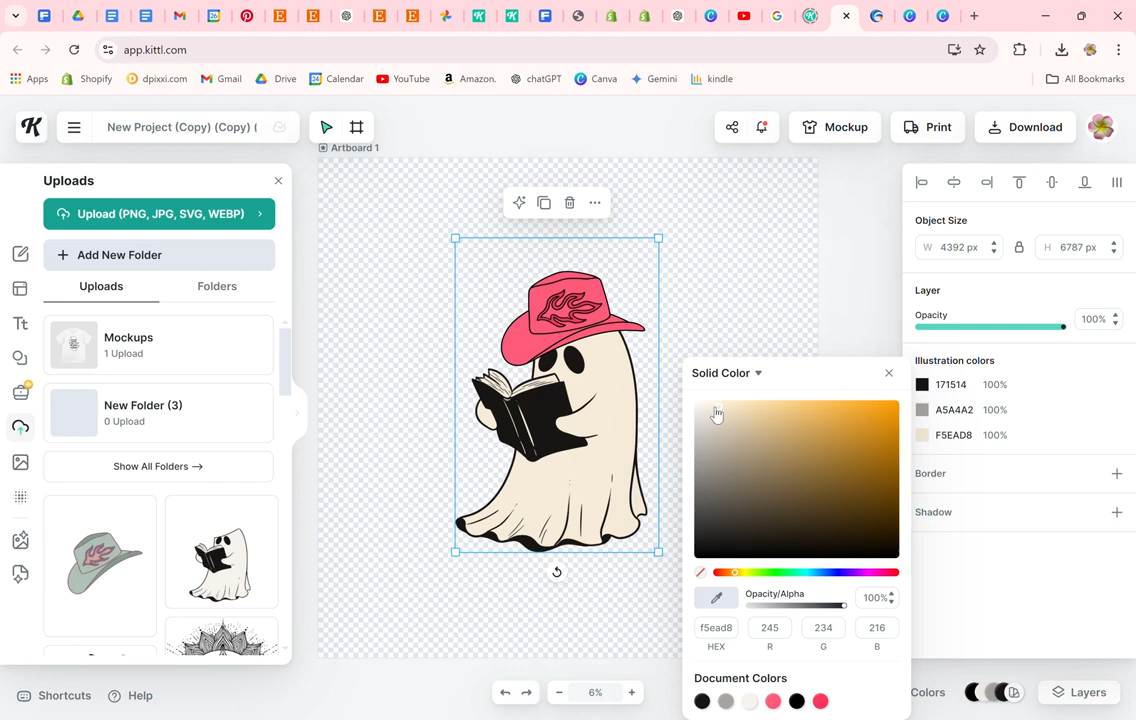 app.kittl.com
Apps
Shopify
dpixxi.com
Gmail
Drive
Calendar
YouTube
Amazon.
chatGPT
Canva
Gemini
kindle
All Bookmarks
New Project (Copy) (Copy) (
Mockup
Print
Download
Artboard 1
Uploads
Upload (PNG, JPG, SVG, WEBP)
Add New Folder
Uploads
Folders
Mockups
1 Upload
New Folder (3)
0 Upload
Show All Folders →
Object Size
W 4392 px
H 6787 px
Layer
Opacity
100%
Illustration colors
171514 100%
A5A4A2 100%
F5EAD8 100%
Border
Shadow
Solid Color
Opacity/Alpha
100%
f5ead8 245 234 216
HEX R G B
Document Colors
Shortcuts
Help
6%
Colors
Layers